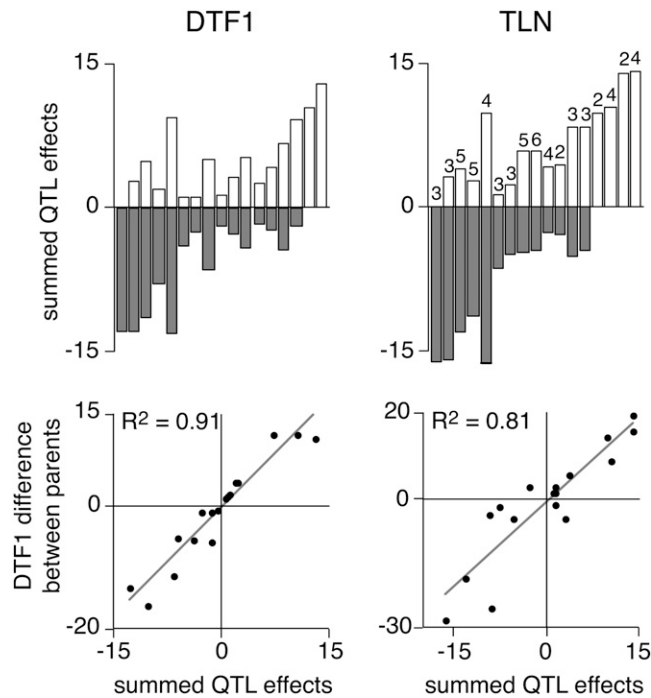 DTF1
TLN
summed QTL effects
15
0
-15
15
0
-15
3 3 5 5 4 3 3 5 6 4 2 3 3 2 4 2 4
DTF1 difference
between parents
R² = 0.91
15
0
-20
-15 0 15
summed QTL effects
R² = 0.81
20
0
-30
-15 0 15
summed QTL effects